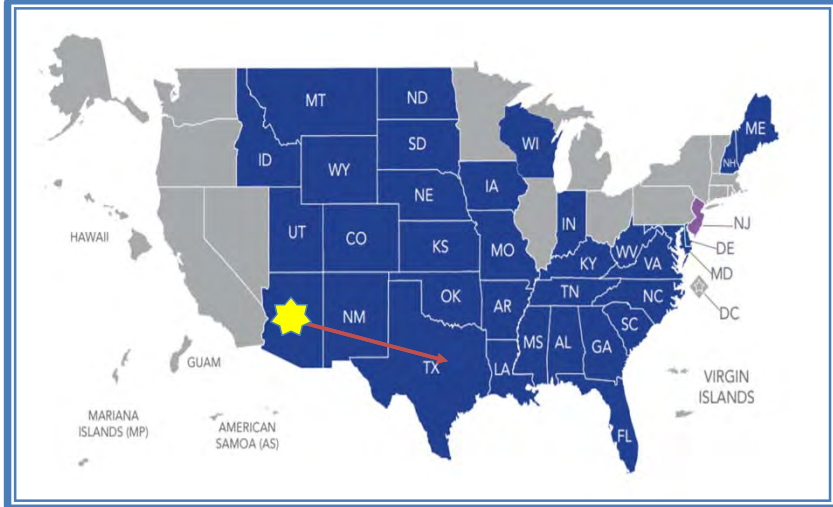 MT
ND
ME
WI
NH
ID
SD
WY
IA
NE
IN
NJ
HAWAII
UT
CO
KS
MO
WV
DE
KY
VA
MD
TN
NC
OK
AR
DC
NM
SC
MS
AL
GA
GUAM
TX
LA
VIRGIN
ISLANDS
MARIANA
ISLANDS (MP)
AMERICAN
SAMOA (AS)
FL